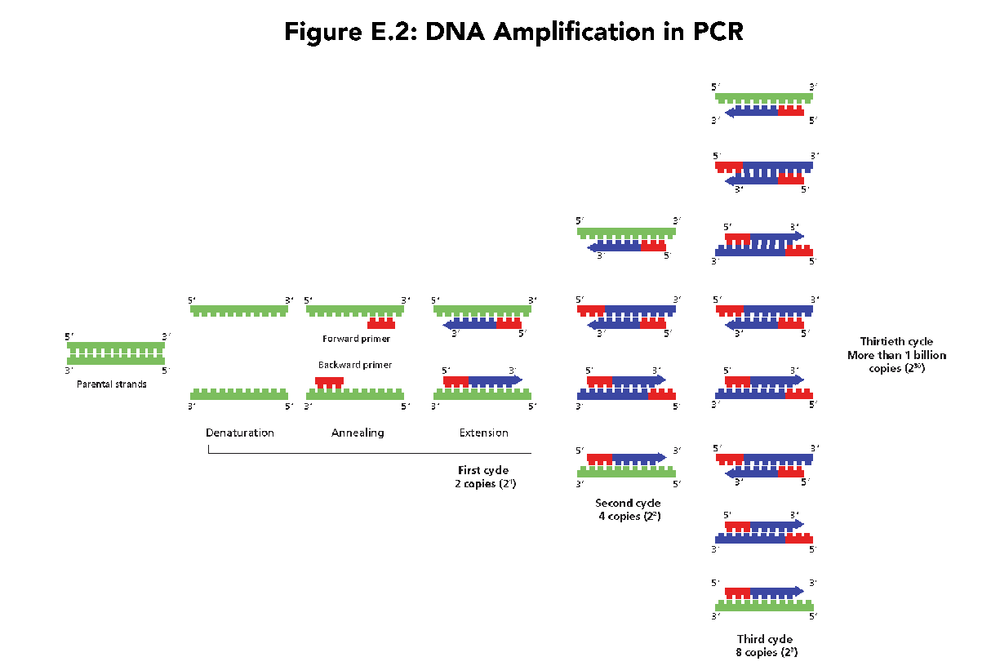 Figure E.2: DNA Amplification in PCR
5′ 3′
3′ 5′
Parental strands
5′ 3′
3′ 5′
Denaturation
5′ 3′
Forward primer
Backward primer
3′ 5′
Annealing
5′ 3′
3′ 5′
5′ 3′
3′ 5′
Extension
First cycle
2 copies (2¹)
5′ 3′
3′ 5′
5′ 3′
3′ 5′
5′ 3′
3′ 5′
5′ 3′
3′ 5′
Second cycle
4 copies (2²)
5′ 3′
3′ 5′
5′ 3′
3′ 5′
5′ 3′
3′ 5′
5′ 3′
3′ 5′
5′ 3′
3′ 5′
5′ 3′
3′ 5′
5′ 3′
3′ 5′
5′ 3′
3′ 5′
Third cycle
8 copies (2³)
Thirtieth cycle
More than 1 billion
copies (2³⁰)